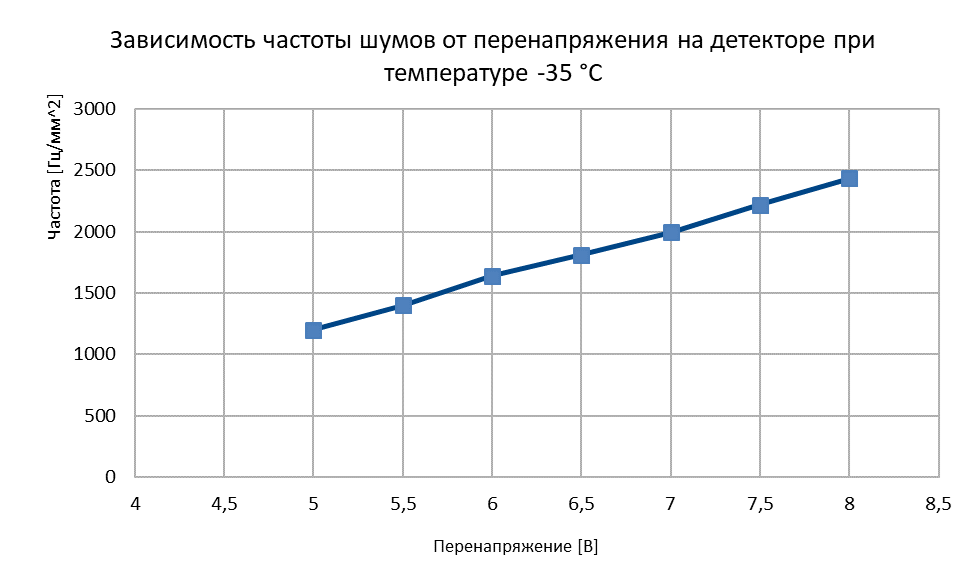 Зависимость частоты шумов от перенапряжения на детекторе при
температуре -35 °C
Частота [Гц/мм^2]
3000
2500
2000
1500
1000
500
0
4 4,5 5 5,5 6 6,5 7 7,5 8 8,5
Перенапряжение [В]